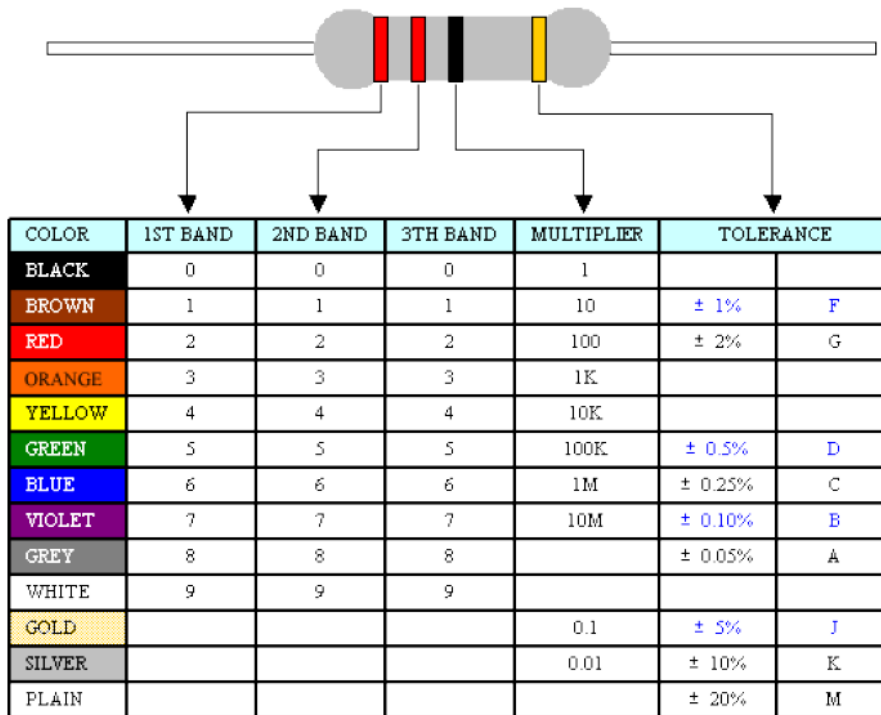 COLOR 1ST BAND 2ND BAND 3TH BAND MULTIPLIER TOLERANCE
BLACK 0 0 0 1
BROWN 1 1 1 10 ± 1% F
RED 2 2 2 100 ± 2% G
ORANGE 3 3 3 1K
YELLOW 4 4 4 10K
GREEN 5 5 5 100K ± 0.5% D
BLUE 6 6 6 1M ± 0.25% C
VIOLET 7 7 7 10M ± 0.10% B
GREY 8 8 8 ± 0.05% A
WHITE 9 9 9
GOLD 0.1 ± 5% J
SILVER 0.01 ± 10% K
PLAIN ± 20% M